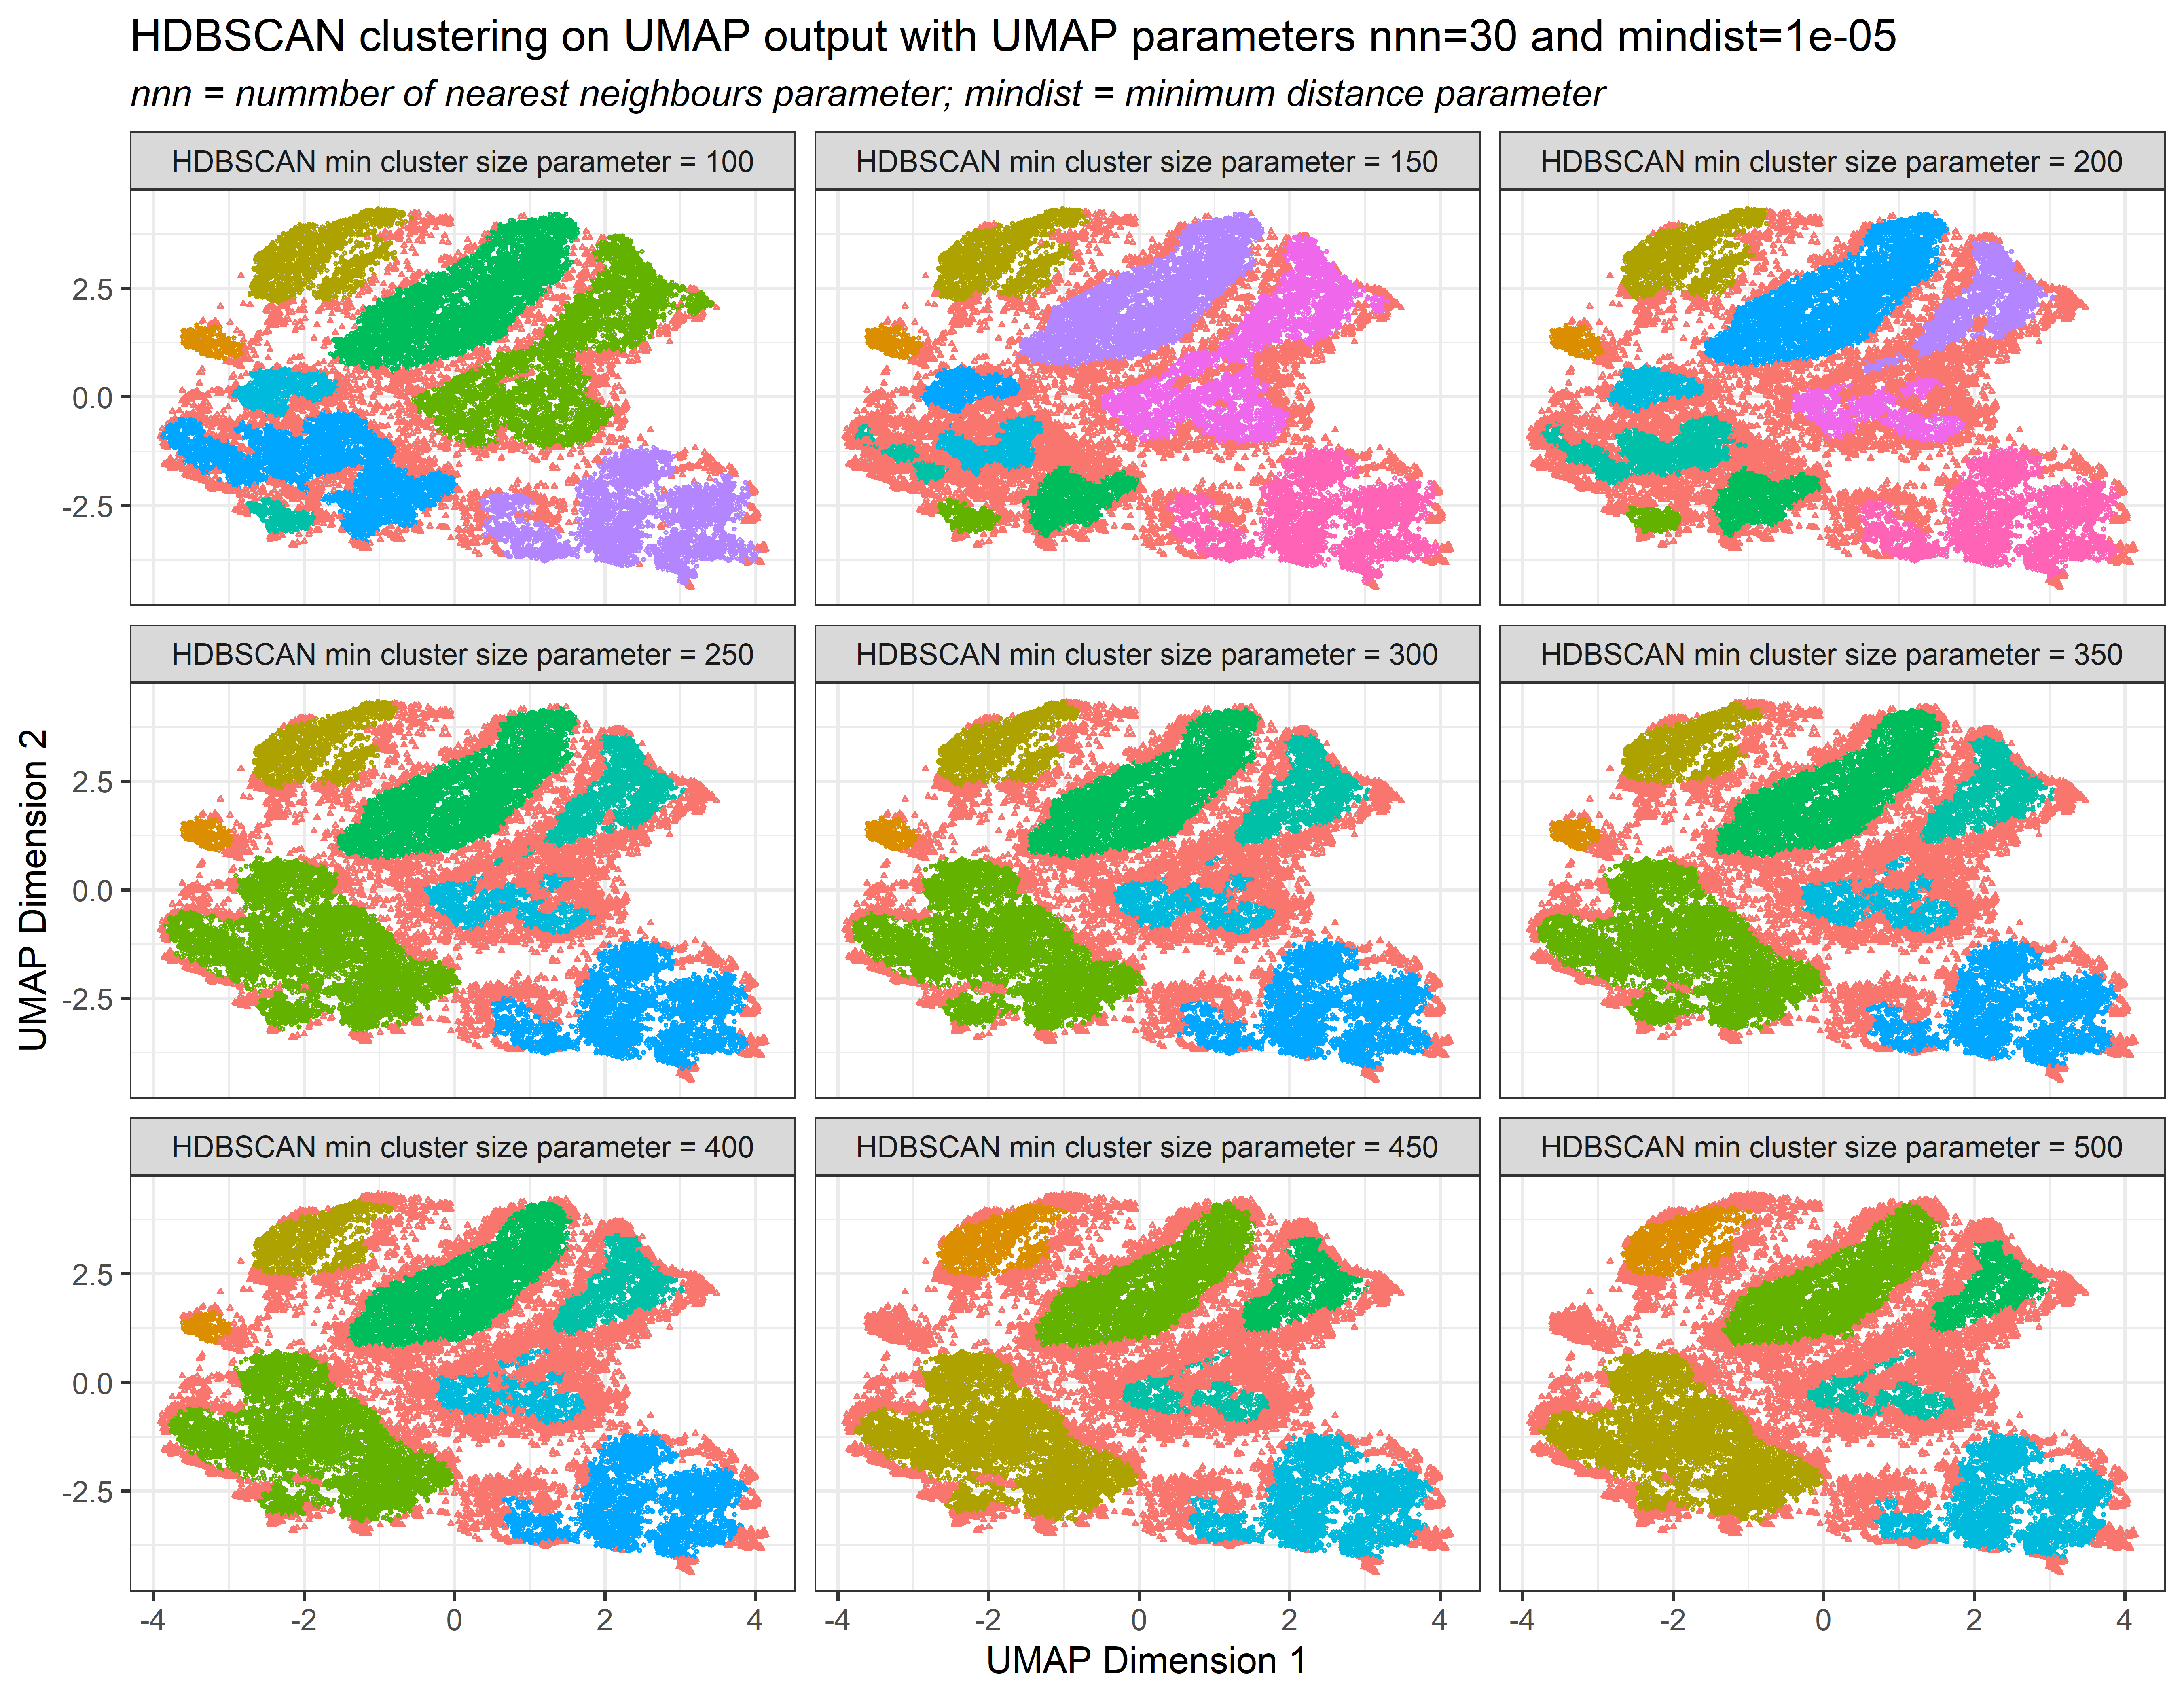 HDBSCAN clustering on UMAP output with UMAP parameters nnn=30 and mindist=1e-05
nnn = nummber of nearest neighbours parameter; mindist = minimum distance parameter
HDBSCAN min cluster size parameter = 100
HDBSCAN min cluster size parameter = 150
HDBSCAN min cluster size parameter = 200
2.5
0.0
-2.5
HDBSCAN min cluster size parameter = 250
HDBSCAN min cluster size parameter = 300
HDBSCAN min cluster size parameter = 350
2.5
0.0
-2.5
UMAP Dimension 2
HDBSCAN min cluster size parameter = 400
HDBSCAN min cluster size parameter = 450
HDBSCAN min cluster size parameter = 500
2.5
0.0
-2.5
-4 -2 0 2 4
-4 -2 0 2 4
-4 -2 0 2 4
UMAP Dimension 1